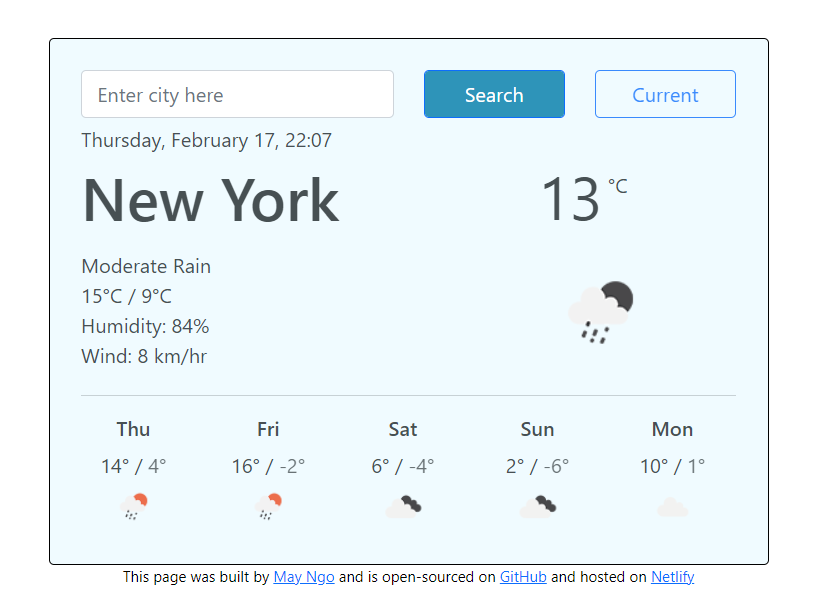 Enter city here Search Current
Thursday, February 17, 22:07
New York 13 °C
Moderate Rain
15°C / 9°C
Humidity: 84%
Wind: 8 km/hr
Thu Fri Sat Sun Mon
14° / 4° 16° / -2° 6° / -4° 2° / -6° 10° / 1°
This page was built by May Ngo and is open-sourced on GitHub and hosted on Netlify